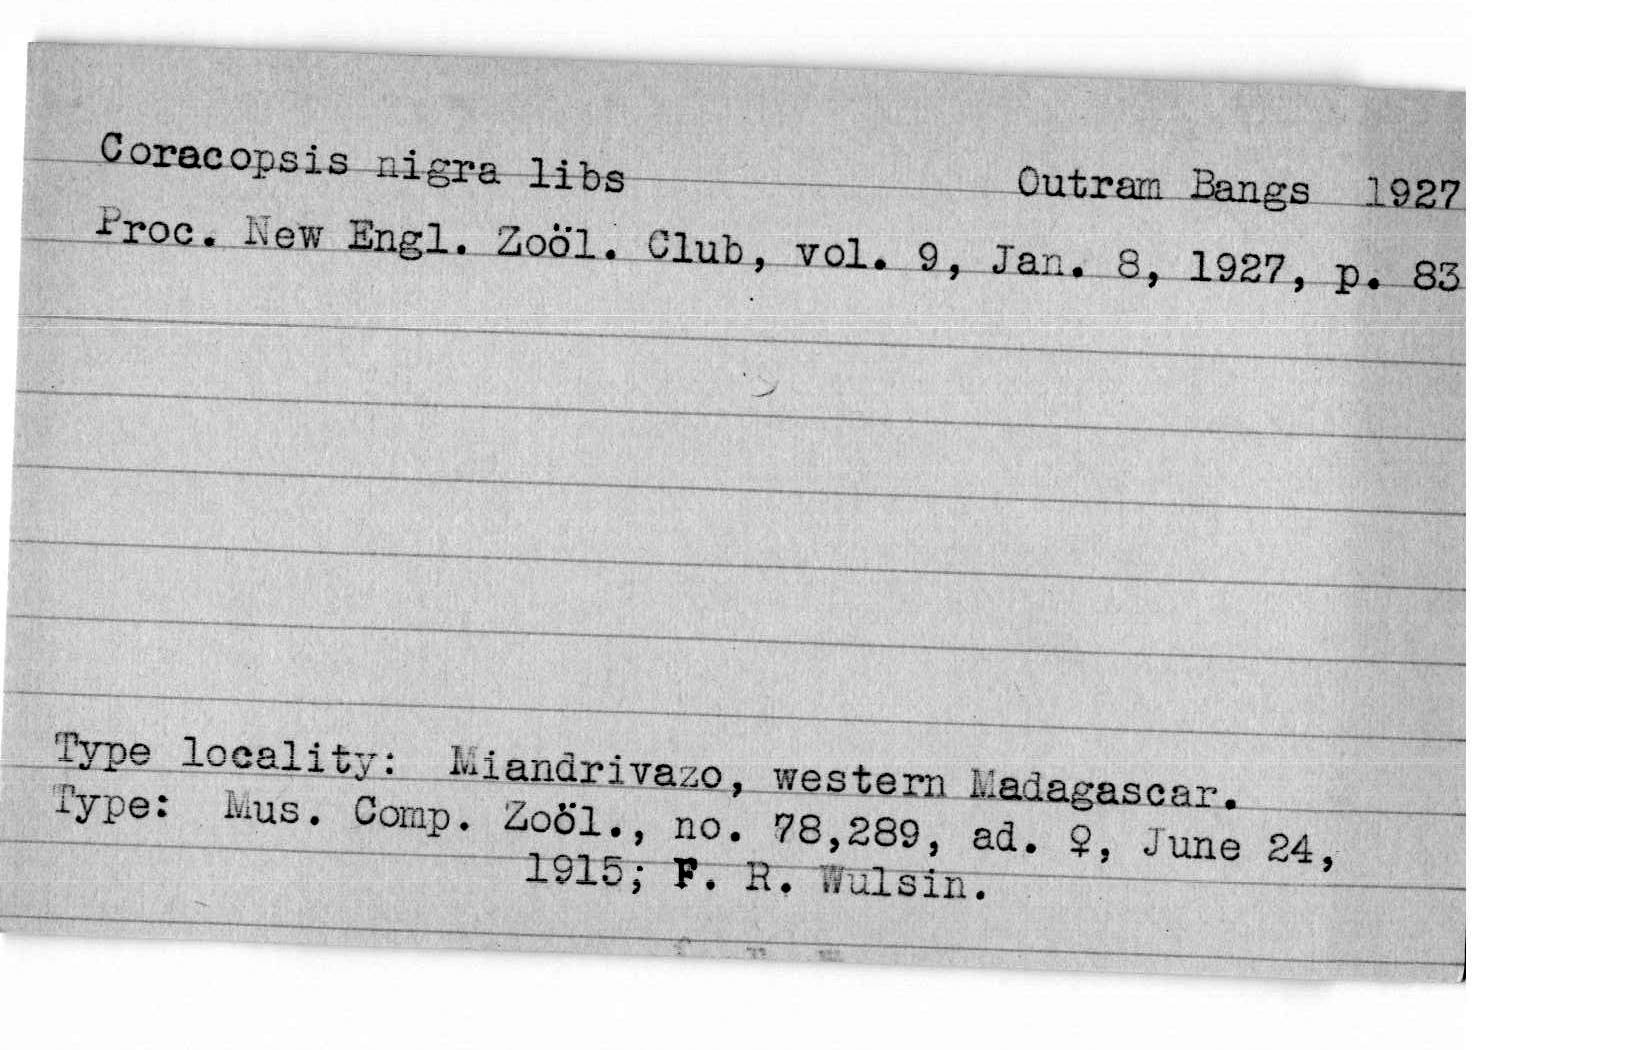 Coracopsis nigra libs Outram Bangs 1927
Proc. New Engl. Zoöl. Club, vol. 9, Jan. 8, 1927, p. 83
Type locality: Miandrivazo, western Madagascar.
Type: Mus. Comp. Zoöl., no. 78,289, ad. ♀, June 24,
1915; F. R. Wulsin.